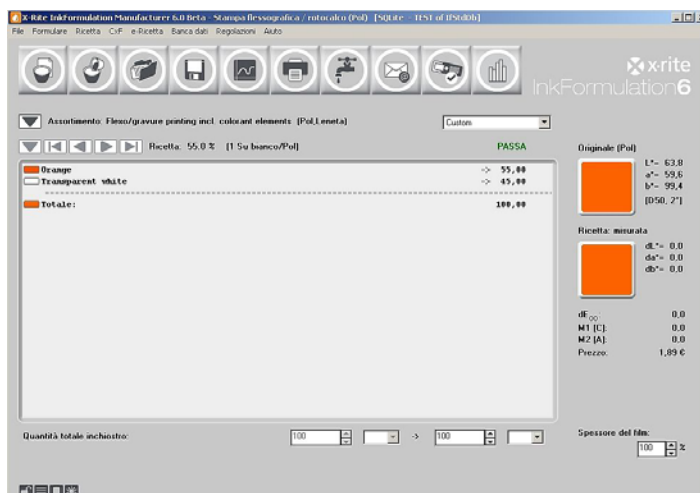 X-Rite InkFormulation Manufacturer 6.0 Beta - Stampa flessografica / rotocalco (Pol) [SQLite - TEST of IFStdDb]
File Formulare Ricetta CxF e-Ricetta Banca dati Regolazioni Aiuto
x-rite
InkFormulation6
Assortimento: Flexo/gravure printing incl. colorant elements (Pol,Leneta) Custom
Ricetta: 55.0 % (1 Su bianco/Pol) PASSA
Orange -> 55,00
Transparent white -> 45,00
Totale: 100,00
Originale (Pol)
L*= 63,8
a*= 59,6
b*= 99,4
[D50, 2°]
Ricetta: misurata
dL*= 0,0
da*= 0,0
db*= 0,0
dE00: 0,0
M1 [C]: 0,0
M2 [A]: 0,0
Prezzo: 1,89 €
Quantità totale inchiostro: 100 -> 100
Spessore del film:
100 %